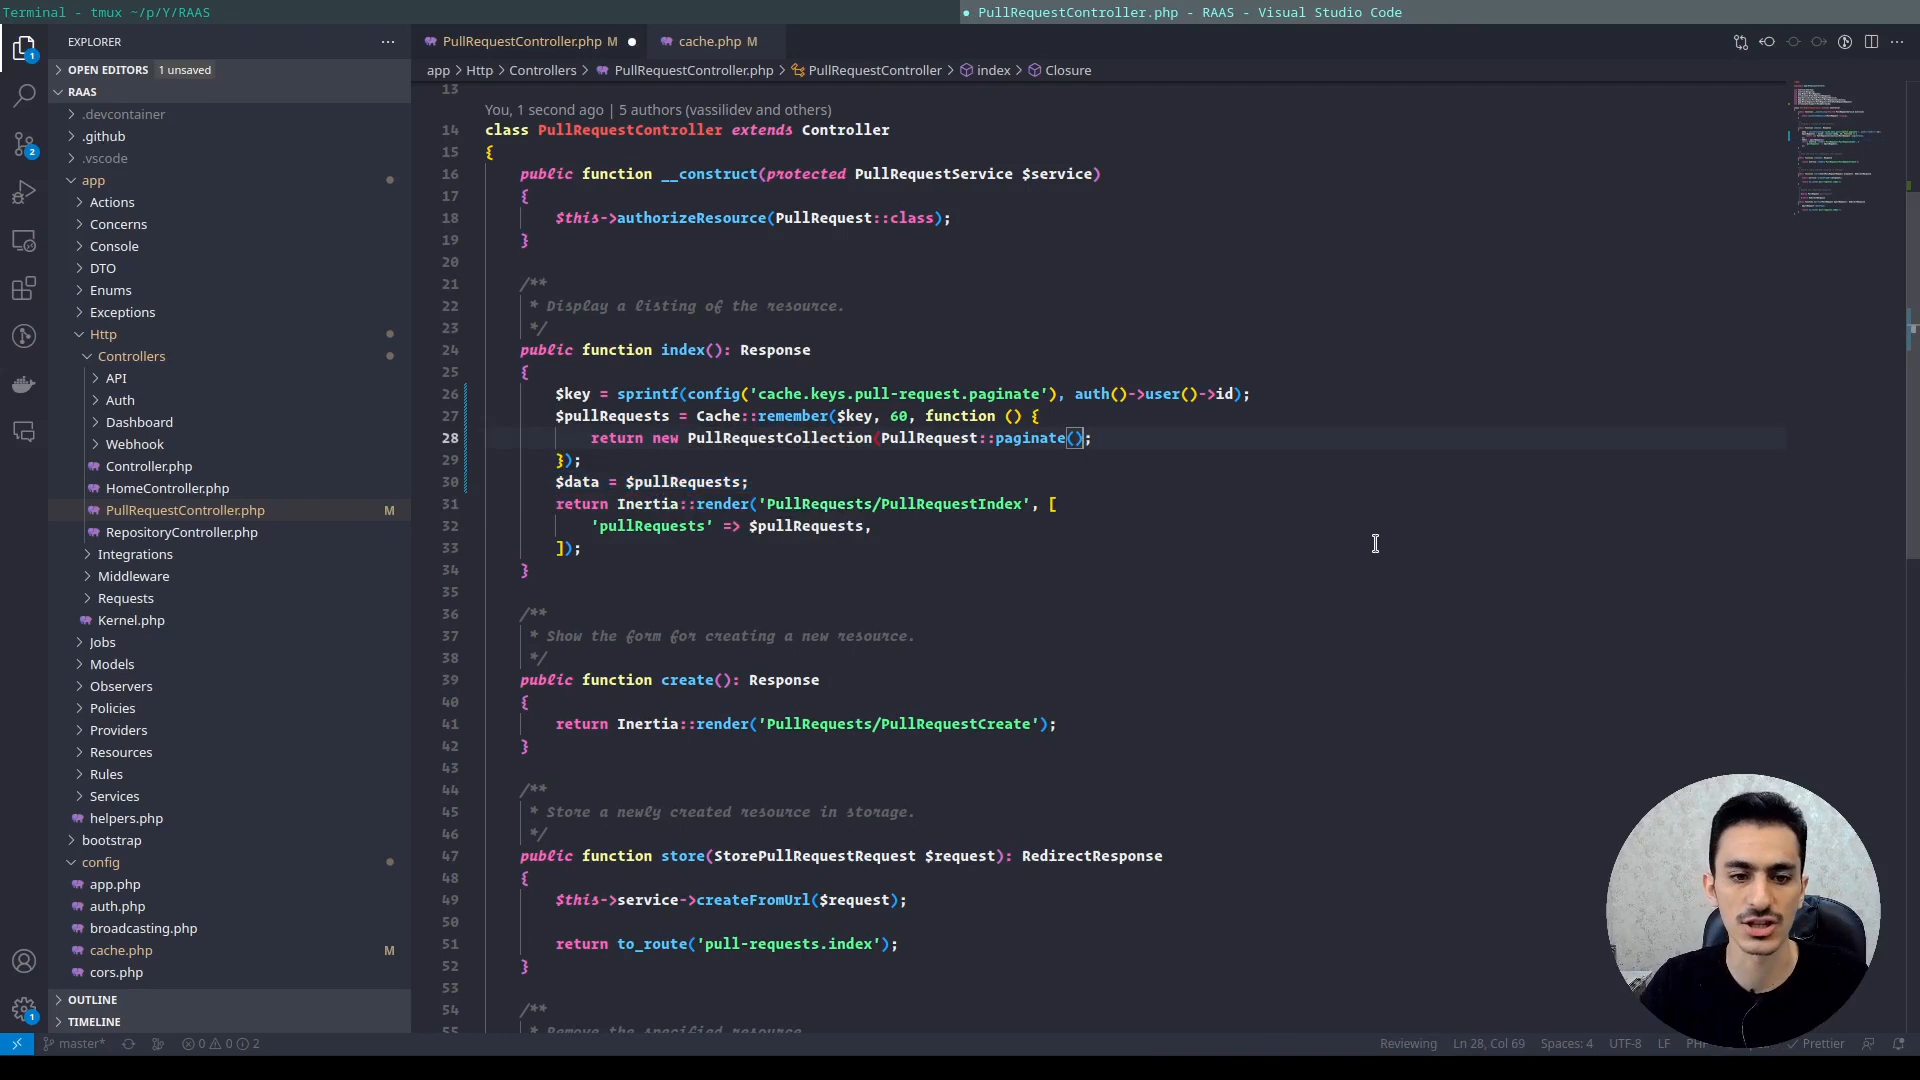 Terminal - tmux ~/p/Y/RAAS
● PullRequestController.php - RAAS - Visual Studio Code
EXPLORER
OPEN EDITORS 1 unsaved
RAAS
.devcontainer
.github
.vscode
app
Actions
Concerns
Console
DTO
Enums
Exceptions
Http
Controllers
API
Auth
Dashboard
Webhook
Controller.php
HomeController.php
PullRequestController.php M
RepositoryController.php
Integrations
Middleware
Requests
Kernel.php
Jobs
Models
Observers
Policies
Providers
Resources
Rules
Services
helpers.php
bootstrap
config
app.php
auth.php
broadcasting.php
cache.php M
cors.php
OUTLINE
TIMELINE
PullRequestController.php M ●
cache.php M
app > Http > Controllers > PullRequestController.php > PullRequestController > index > Closure
13
You, 1 second ago | 5 authors (vassilidev and others)
14 class PullRequestController extends Controller
15 {
16 public function __construct(protected PullRequestService $service)
17 {
18 $this->authorizeResource(PullRequest::class);
19 }
20
21 /**
22 * Display a listing of the resource.
23 */
24 public function index(): Response
25 {
26 $key = sprintf(config('cache.keys.pull-request.paginate'), auth()->user()->id);
27 $pullRequests = Cache::remember($key, 60, function () {
28 return new PullRequestCollection(PullRequest::paginate();
29 });
30 $data = $pullRequests;
31 return Inertia::render('PullRequests/PullRequestIndex', [
32 'pullRequests' => $pullRequests,
33 ]);
34 }
35
36 /**
37 * Show the form for creating a new resource.
38 */
39 public function create(): Response
40 {
41 return Inertia::render('PullRequests/PullRequestCreate');
42 }
43
44 /**
45 * Store a newly created resource in storage.
46 */
47 public function store(StorePullRequestRequest $request): RedirectResponse
48 {
49 $this->service->createFromUrl($request);
50
51 return to_route('pull-requests.index');
52 }
53
54 /**
55 * Remove the specified resource
master* 0 0 2
Reviewing Ln 28, Col 69 Spaces: 4 UTF-8 LF Prettier